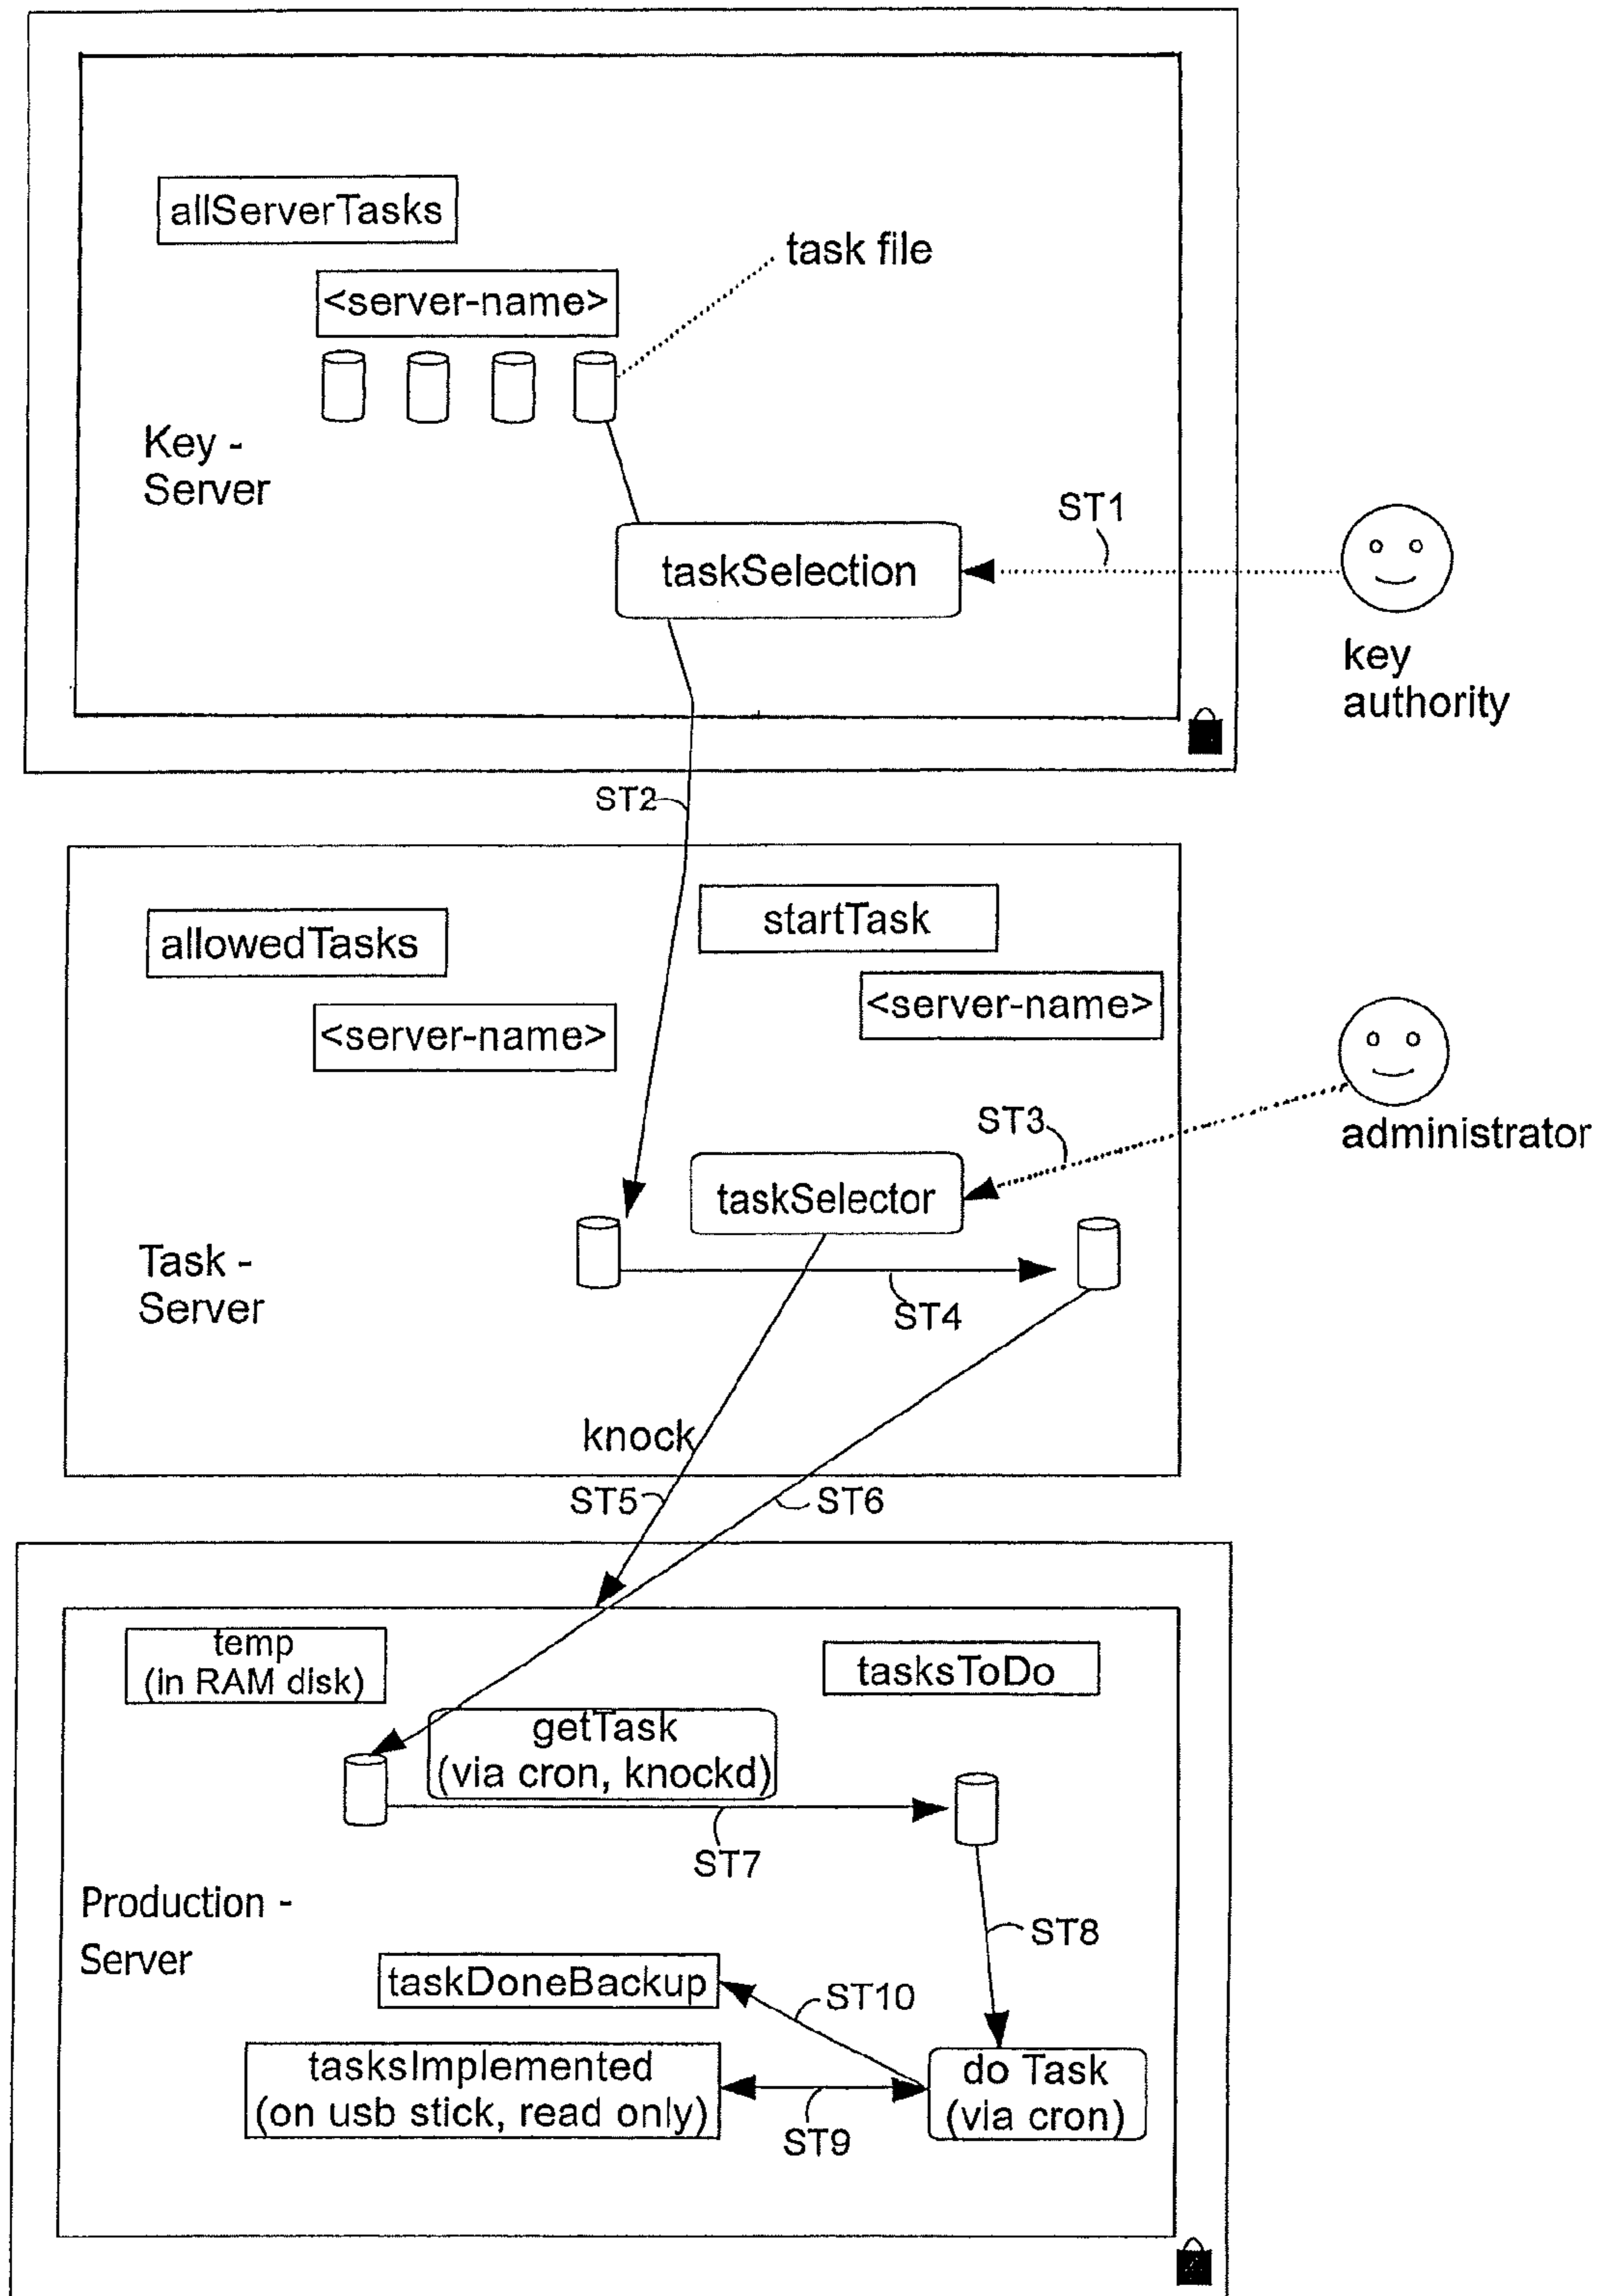 allServerTasks
task file
<server-name>
Key -
Server
ST1
taskSelection
key
authority
ST2
startTask
allowedTasks
<server-name>
<server-name>
ST3
administrator
taskSelector
Task -
Server
ST4
knock
ST5
ST6
temp
(in RAM disk)
tasksToDo
getTask
(via cron, knockd)
ST7
Production -
Server
ST8
taskDoneBackup
ST10
tasksImplemented
(on usb stick, read only)
do Task
(via cron)
ST9